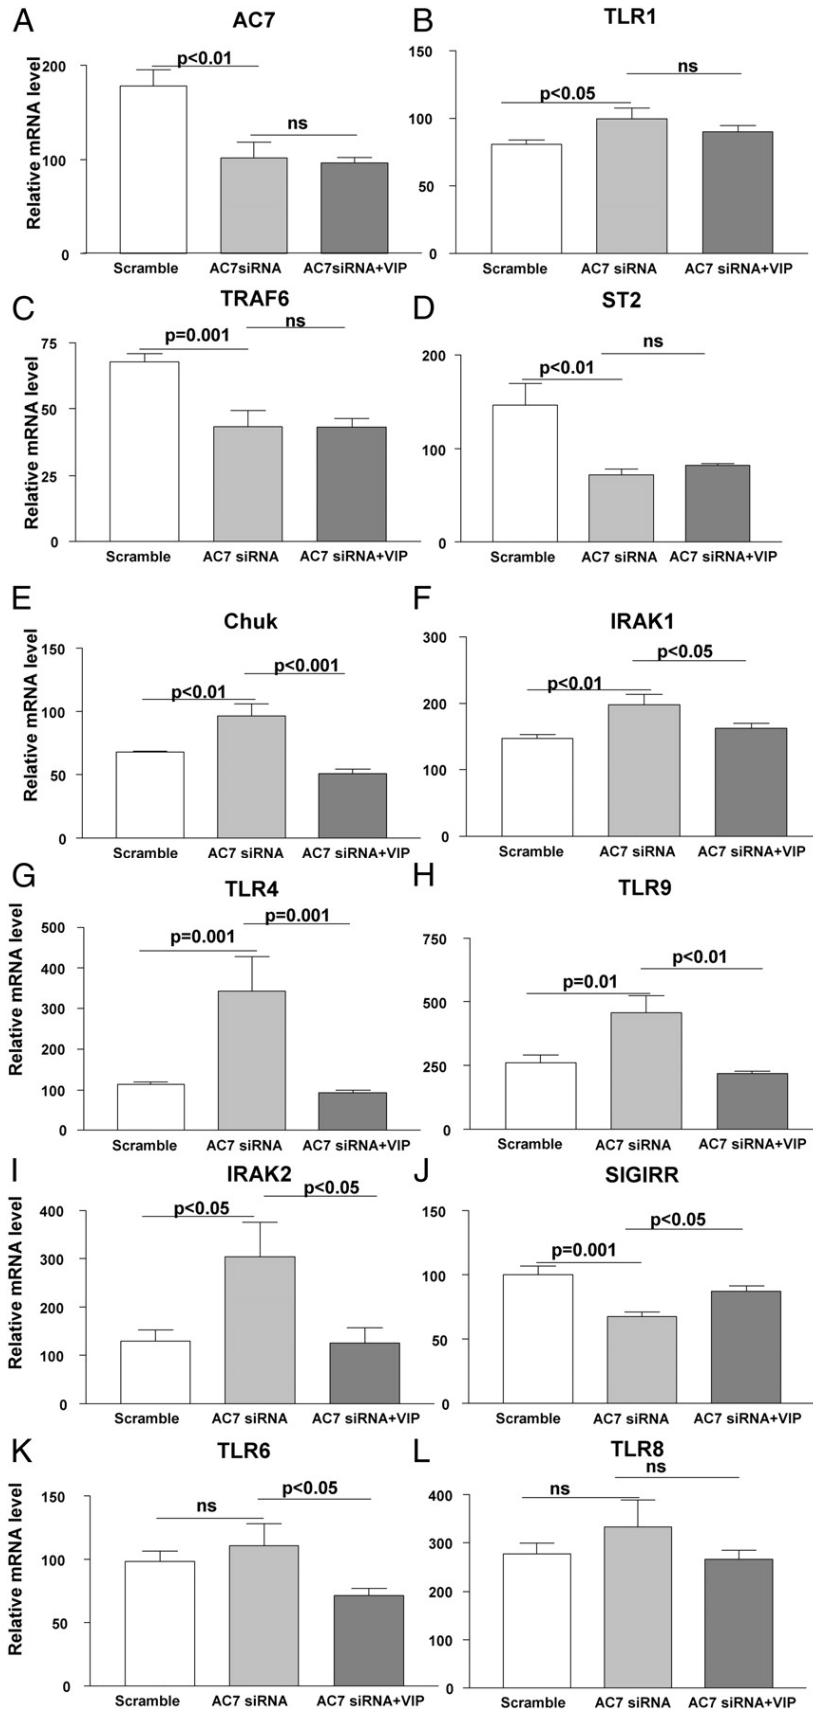 A
AC7
Relative mRNA level
200
100
0
p<0.01
ns
Scramble
AC7siRNA
AC7siRNA+VIP
B
TLR1
150
100
50
0
p<0.05
ns
Scramble
AC7 siRNA
AC7 siRNA+VIP
C
TRAF6
Relative mRNA level
75
50
25
0
p=0.001
ns
Scramble
AC7 siRNA
AC7 siRNA+VIP
D
ST2
200
100
0
p<0.01
ns
Scramble
AC7 siRNA
AC7 siRNA+VIP
E
Chuk
Relative mRNA level
150
100
50
0
p<0.01
p<0.001
Scramble
AC7 siRNA
AC7 siRNA+VIP
F
IRAK1
300
200
100
0
p<0.01
p<0.05
Scramble
AC7 siRNA
AC7 siRNA+VIP
G
TLR4
Relative mRNA level
500
400
300
200
100
0
p=0.001
p=0.001
Scramble
AC7 siRNA
AC7 siRNA+VIP
H
TLR9
750
500
250
0
p=0.01
p<0.01
Scramble
AC7 siRNA
AC7 siRNA+VIP
I
IRAK2
Relative mRNA level
400
300
200
100
0
p<0.05
p<0.05
Scramble
AC7 siRNA
AC7 siRNA+VIP
J
SIGIRR
150
100
50
0
p=0.001
p<0.05
Scramble
AC7 siRNA
AC7 siRNA+VIP
K
TLR6
Relative mRNA level
150
100
50
0
ns
p<0.05
Scramble
AC7 siRNA
AC7 siRNA+VIP
L
TLR8
400
300
200
100
0
ns
ns
Scramble
AC7 siRNA
AC7 siRNA+VIP